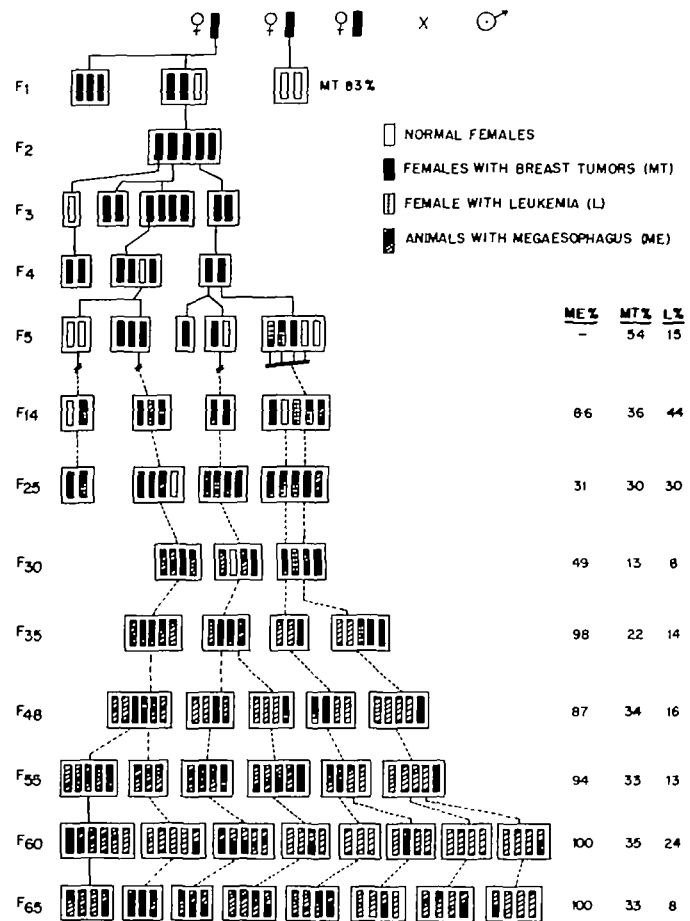 ♀ ♀ ♀ X ♂
F1 MT 83%
F2
NORMAL FEMALES
FEMALES WITH BREAST TUMORS (MT)
FEMALE WITH LEUKEMIA (L)
ANIMALS WITH MEGAESOPHAGUS (ME)
F3
F4
ME% MT% L%
F5 - 54 15
F14 8·6 36 44
F25 31 30 30
F30 49 13 8
F35 98 22 14
F48 87 34 16
F55 94 33 13
F60 100 35 24
F65 100 33 8